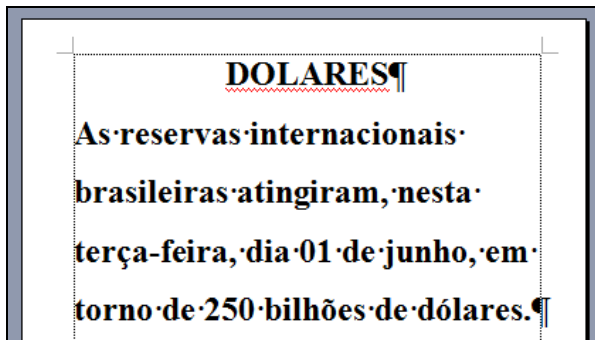 DOLARES¶
As·reservas·internacionais·
brasileiras·atingiram,·nesta·
terça-feira,·dia·01·de·junho,·em·
torno·de·250·bilhões·de·dólares.¶